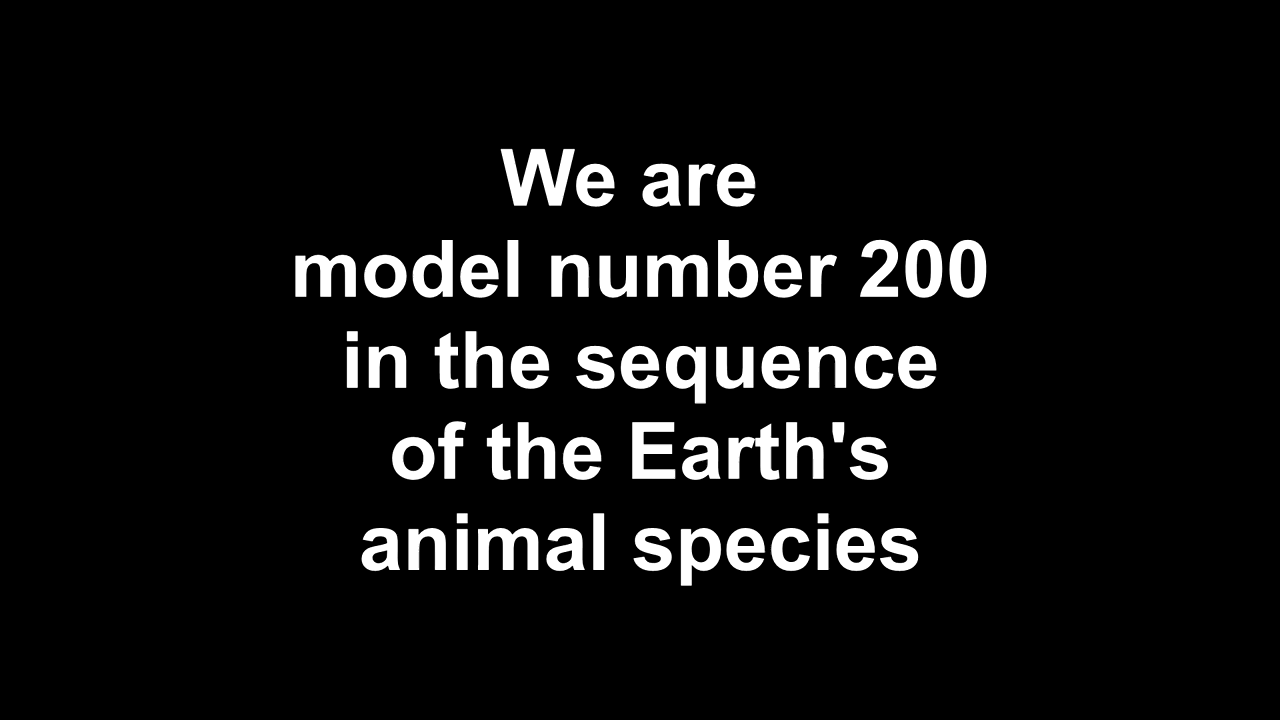 We are
model number 200
in the sequence
of the Earth's
animal species